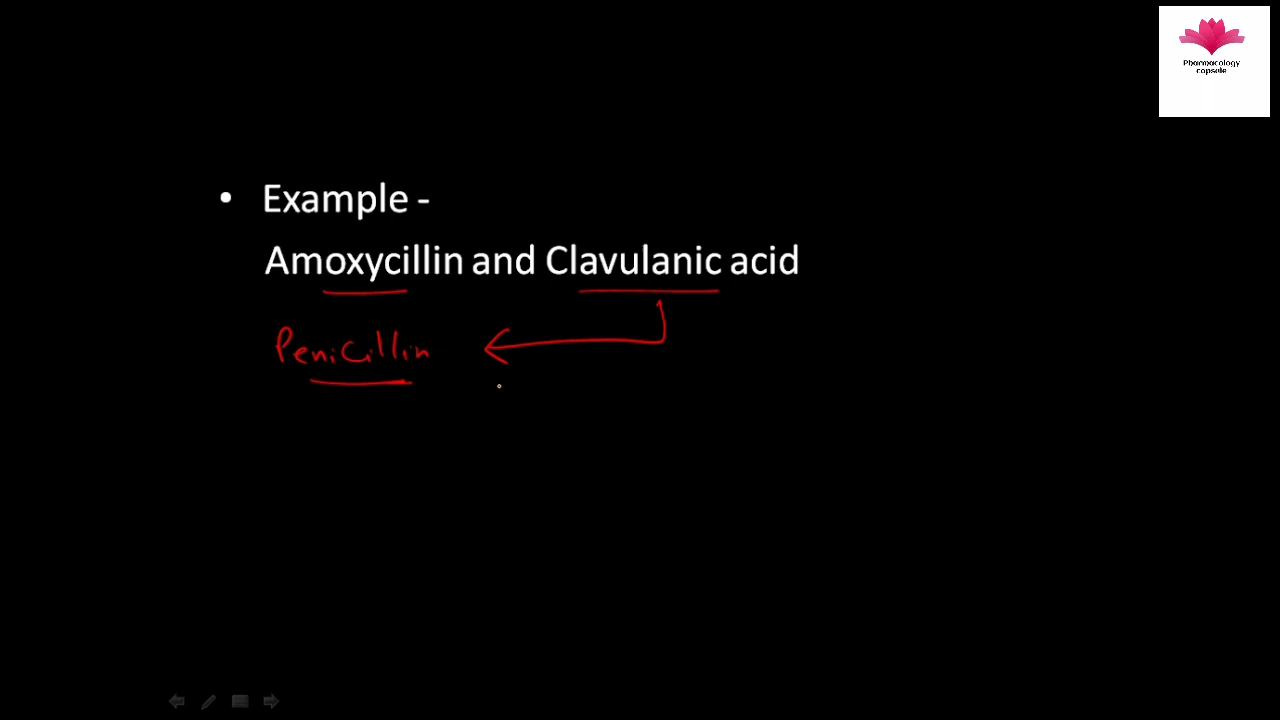 Pharmacology
capsule
• Example -
Amoxycillin and Clavulanic acid
Penicillin